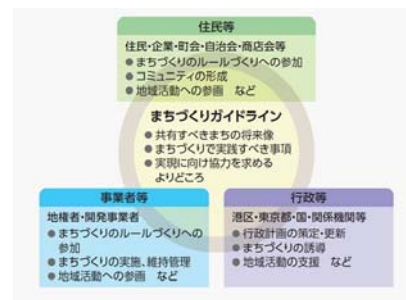 住民等
住民・企業・町会・自治会・商店会等
●まちづくりのルールづくりへの参加
●コミュニティの形成
●地域活動への参画　など
まちづくりガイドライン
●共有すべきまちの将来像
●まちづくりで実践すべき事項
●実現に向け協力を求める
よりどころ
事業者等
地権者・開発事業者
●まちづくりのルールづくりへの
参加
●まちづくりの実施、維持管理
●地域活動への参画　など
行政等
港区・東京都・国・関係機関等
●行政計画の策定・更新
●まちづくりの誘導
●地域活動の支援　など